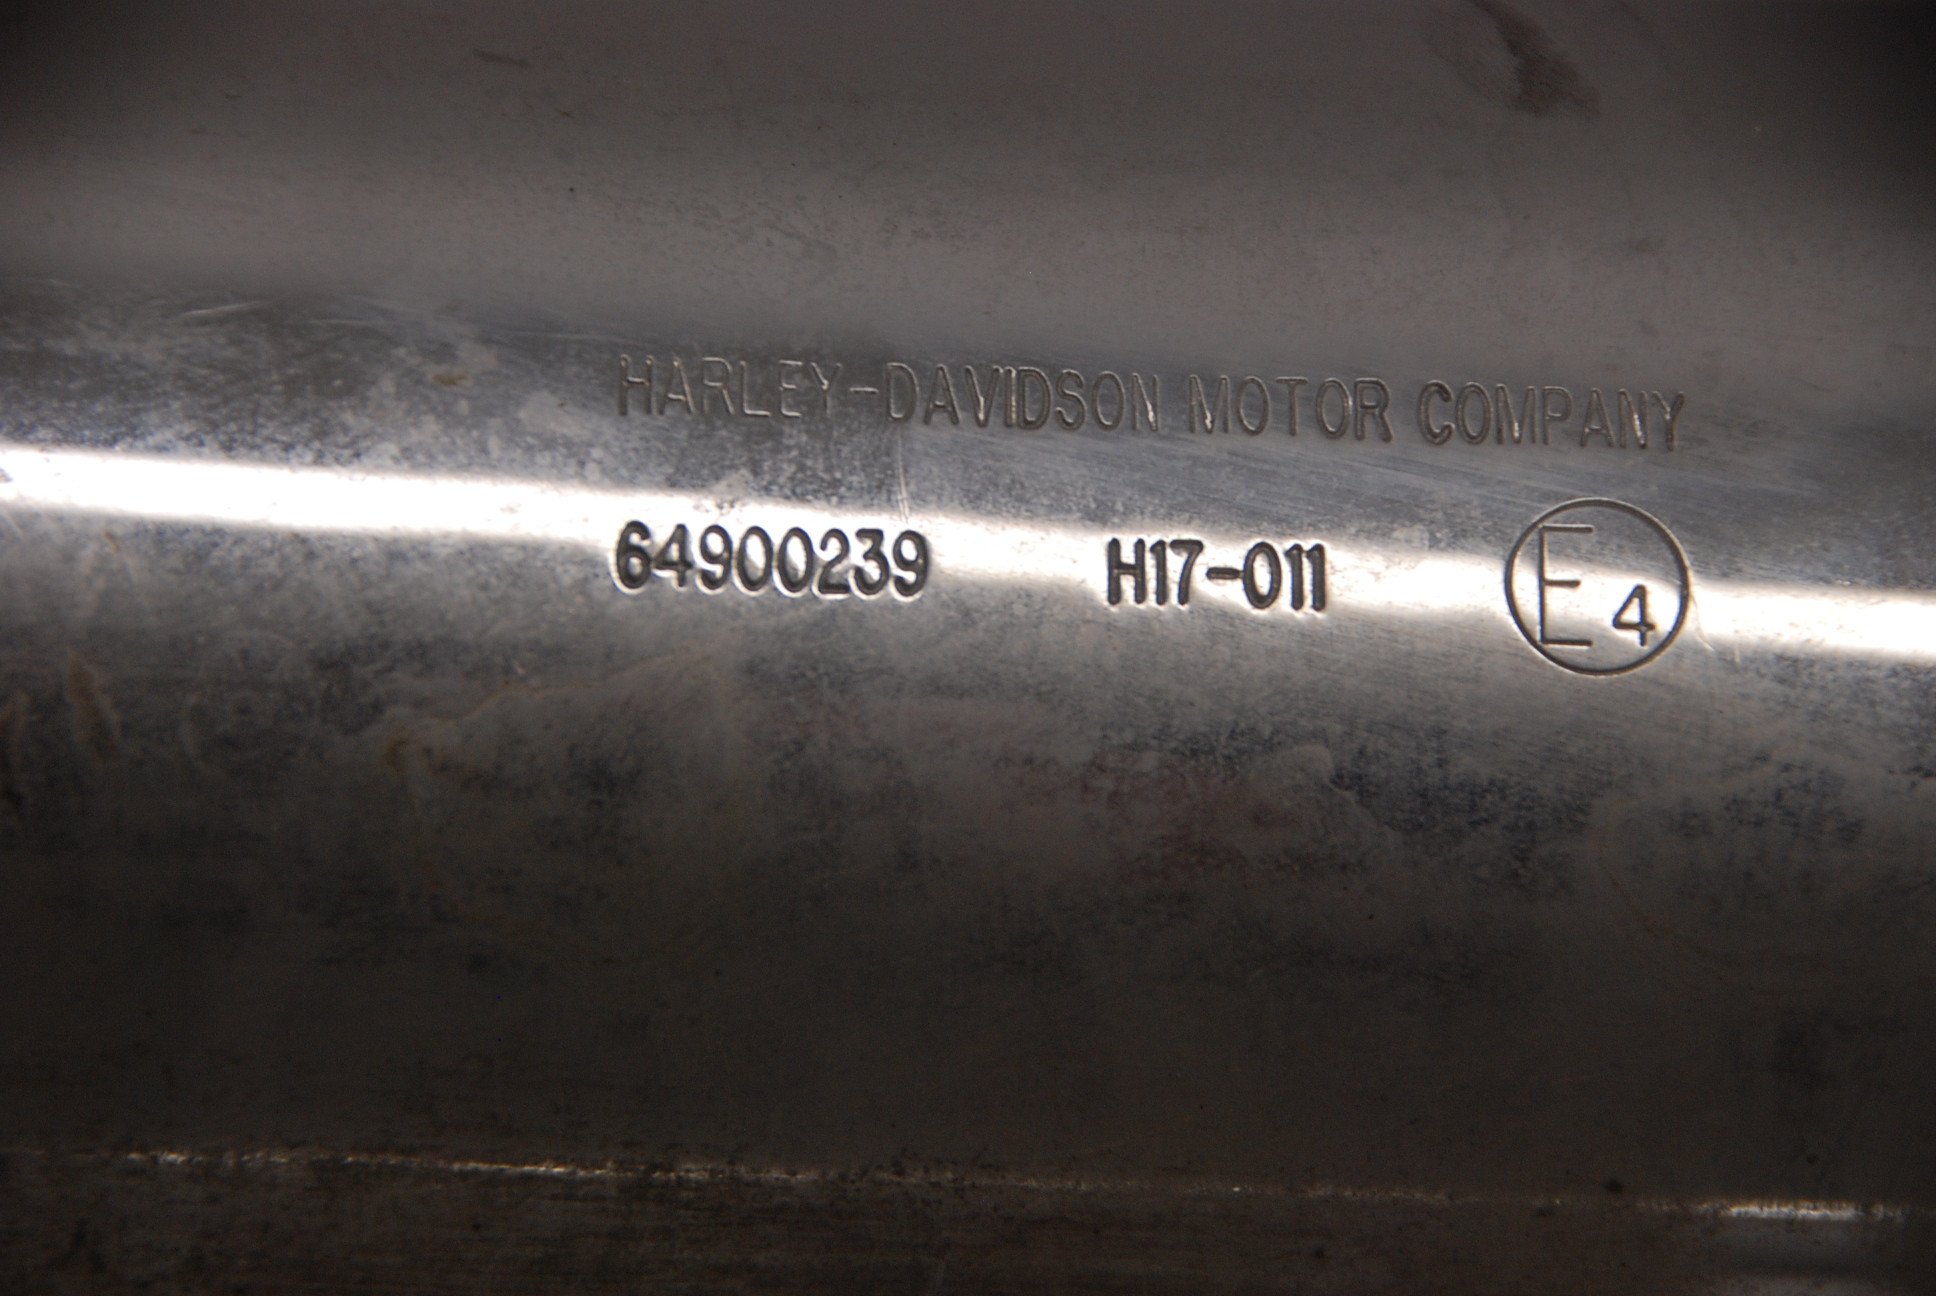 HARLEY-DAVIDSON MOTOR COMPANY
64900239 H17-011 E4